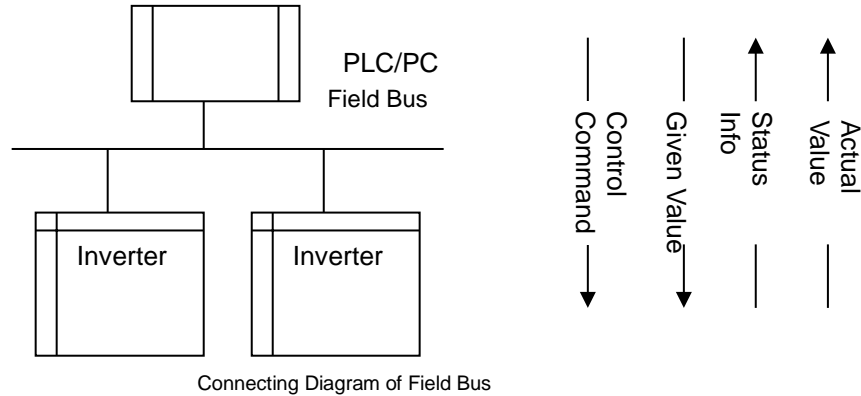 PLC/PC
Field Bus
Inverter
Inverter
Connecting Diagram of Field Bus
Control
Command
Given Value
Status
Info
Actual
Value